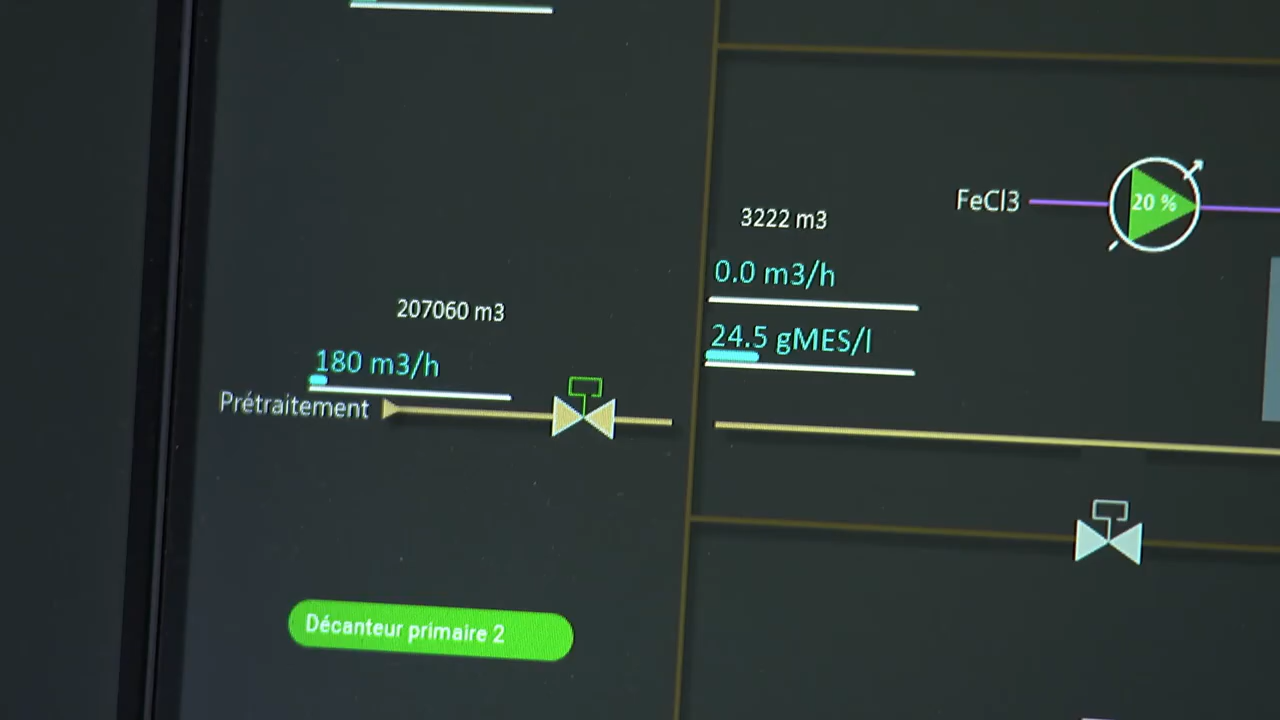 FeCl3
20 %
3222 m3
0.0 m3/h
24.5 gMES/l
207060 m3
180 m3/h
Prétraitement
Décanteur primaire 2